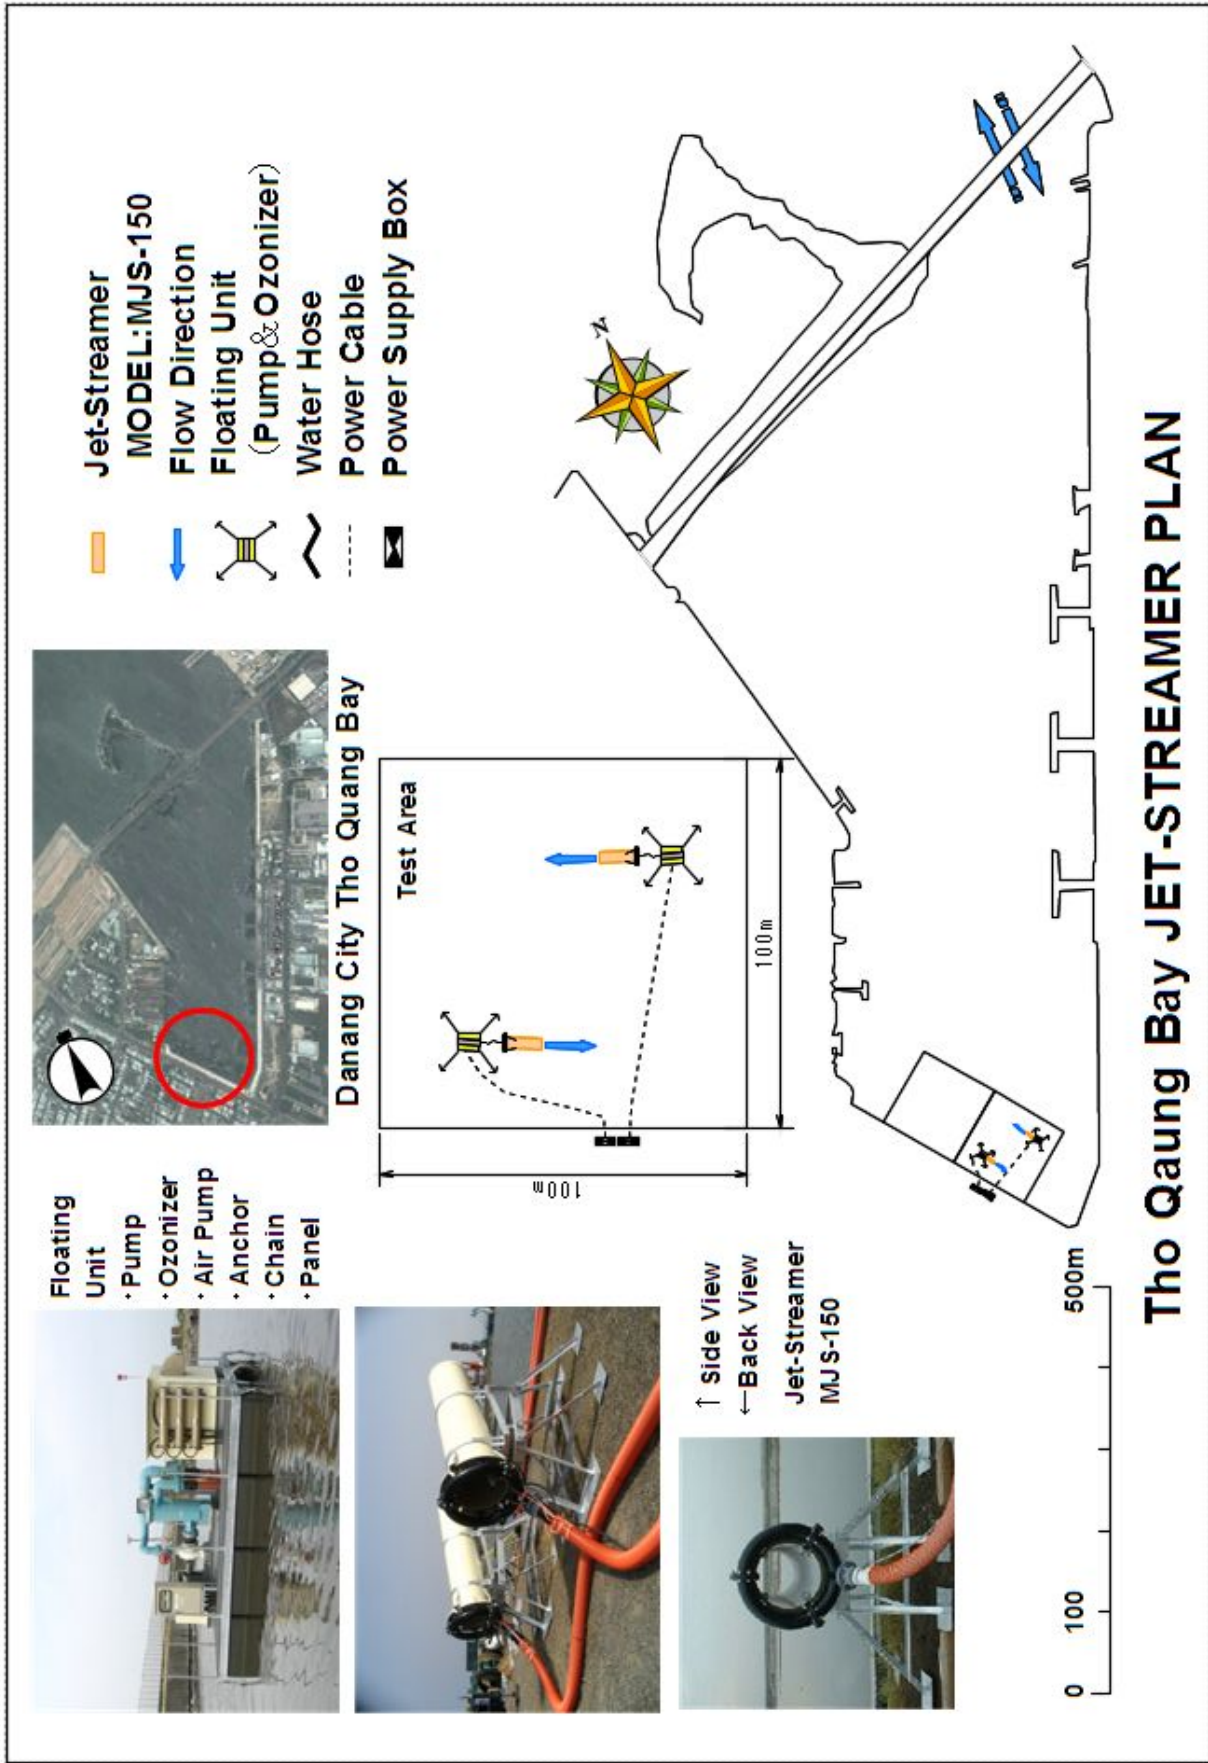 Floating
Unit
・Pump
・Ozonizer
・Air Pump
・Anchor
・Chain
・Panel
↑ Side View
←Back View
Jet-Streamer
MJS-150
Danang City Tho Quang Bay
Jet-Streamer
MODEL:MJS-150
Flow Direction
Floating Unit
(Pump&Ozonizer)
Water Hose
Power Cable
Power Supply Box
Test Area
100m
100m
N
0 100 500m
Tho Qaung Bay JET-STREAMER PLAN